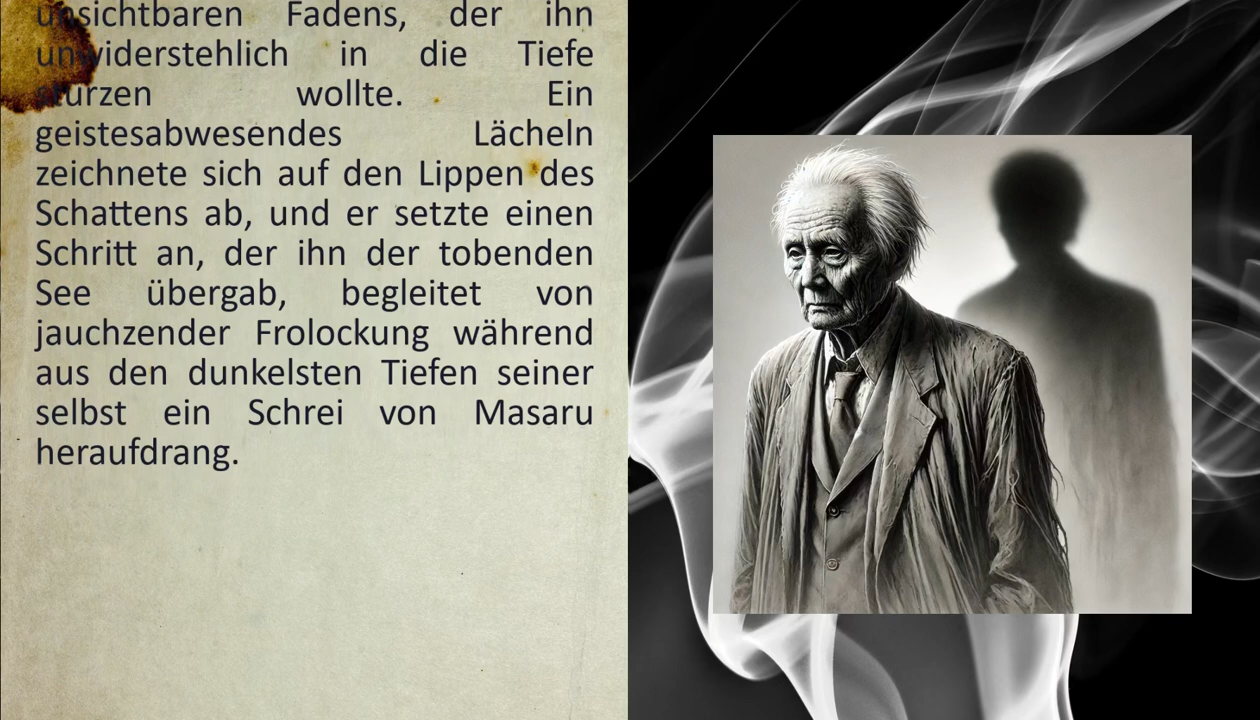 unsichtbaren Fadens, der ihn
unwiderstehlich in die Tiefe
stürzen wollte. Ein
geistesabwesendes Lächeln
zeichnete sich auf den Lippen des
Schattens ab, und er setzte einen
Schritt an, der ihn der tobenden
See übergab, begleitet von
jauchzender Frolockung während
aus den dunkelsten Tiefen seiner
selbst ein Schrei von Masaru
heraufdrang.